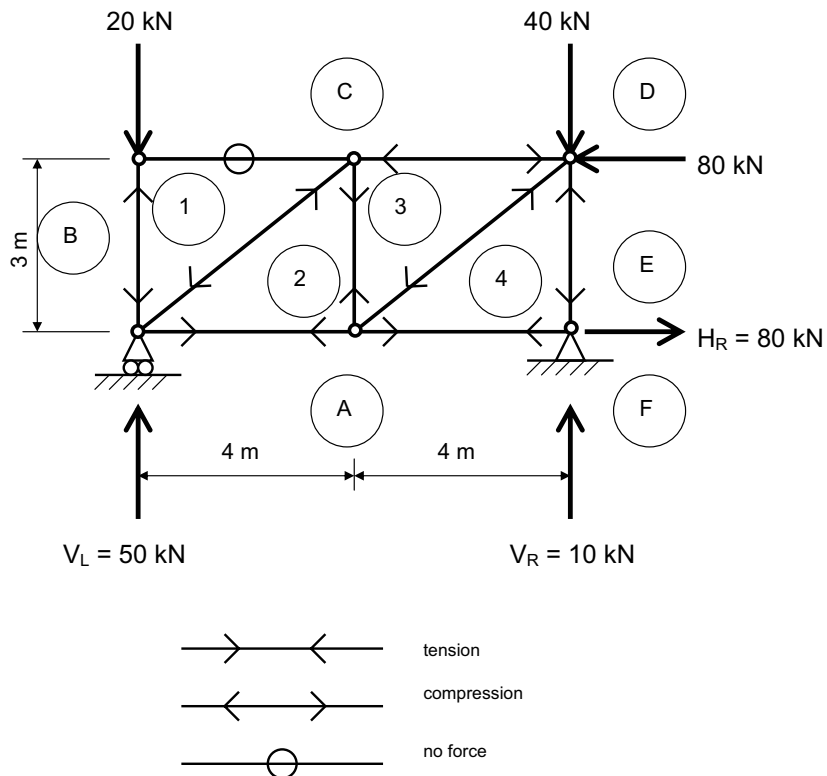 20 kN
40 kN
C
D
80 kN
1
3
B
3 m
2
4
E
H_R = 80 kN
A
F
4 m
4 m
V_L = 50 kN
V_R = 10 kN
tension
compression
no force